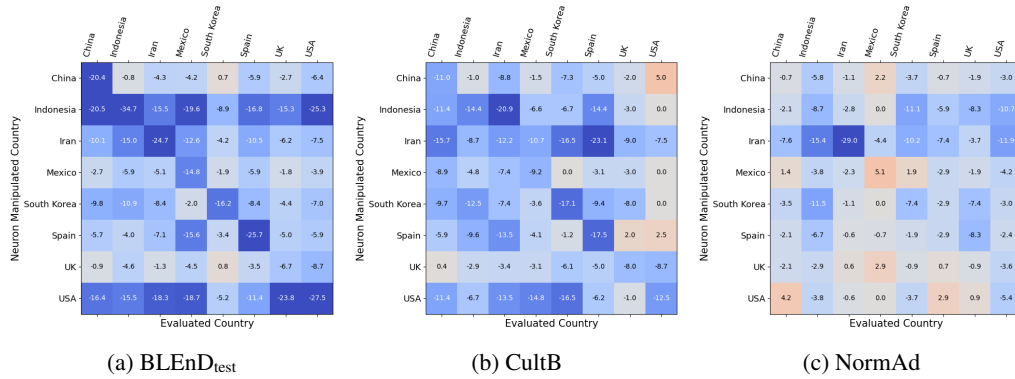 China Indonesia Iran Mexico South Korea Spain UK USA
China -20.4 -0.8 -4.3 -4.2 0.7 -5.9 -2.7 -6.4
Indonesia -20.5 -34.7 -15.5 -19.6 -8.9 -16.8 -15.3 -25.3
Iran -10.1 -15.0 -24.7 -12.6 -4.2 -10.5 -6.2 -7.5
Mexico -2.7 -5.9 -5.1 -14.8 -1.9 -5.9 -1.8 -3.9
South Korea -9.8 -10.9 -8.4 -2.0 -16.2 -8.4 -4.4 -7.0
Spain -5.7 -4.0 -7.1 -15.6 -3.4 -25.7 -5.0 -5.9
UK -0.9 -4.6 -1.3 -4.5 0.8 -3.5 -6.7 -8.7
USA -16.4 -15.5 -18.3 -18.7 -5.2 -11.4 -23.8 -27.5
Neuron Manipulated Country
Evaluated Country
(a) BLEnDtest
China Indonesia Iran Mexico South Korea Spain UK USA
China -11.0 -1.0 -8.8 -1.5 -7.3 -5.0 -2.0 5.0
Indonesia -11.4 -14.4 -20.9 -6.6 -6.7 -14.4 -3.0 0.0
Iran -15.7 -8.7 -12.2 -10.7 -16.5 -23.1 -9.0 -7.5
Mexico -8.9 -4.8 -7.4 -9.2 0.0 -3.1 -3.0 0.0
South Korea -9.7 -12.5 -7.4 -3.6 -17.1 -9.4 -8.0 0.0
Spain -5.9 -9.6 -13.5 -4.1 -1.2 -17.5 2.0 2.5
UK 0.4 -2.9 -3.4 -3.1 -6.1 -5.0 -8.0 -8.7
USA -11.4 -6.7 -13.5 -14.8 -16.5 -6.2 -1.0 -12.5
Neuron Manipulated Country
Evaluated Country
(b) CultB
China Indonesia Iran Mexico South Korea Spain UK USA
China -0.7 -5.8 -1.1 2.2 -3.7 -0.7 -1.9 -3.0
Indonesia -2.1 -8.7 -2.8 0.0 -11.1 -5.9 -8.3 -10.7
Iran -7.6 -15.4 -29.0 -4.4 -10.2 -7.4 -3.7 -11.9
Mexico 1.4 -3.8 -2.3 5.1 1.9 -2.9 -1.9 -4.2
South Korea -3.5 -11.5 -1.1 0.0 -7.4 -2.9 -7.4 -3.0
Spain -2.1 -6.7 -0.6 -0.7 -1.9 -2.9 -8.3 -2.4
UK -2.1 -2.9 0.6 2.9 -0.9 0.7 -0.9 -3.6
USA 4.2 -3.8 -0.6 0.0 -3.7 2.9 0.9 -5.4
Neuron Manipulated Country
Evaluated Country
(c) NormAd